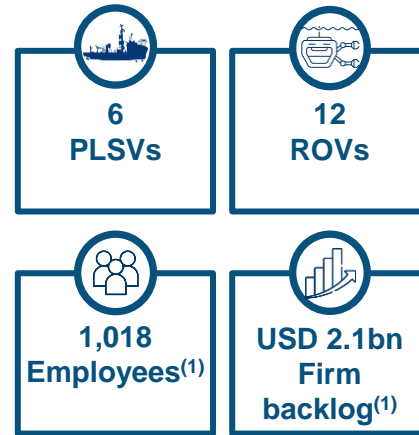 6
PLSVs
12
ROVs
1,018
Employees(1)
USD 2.1bn
Firm
backlog(1)